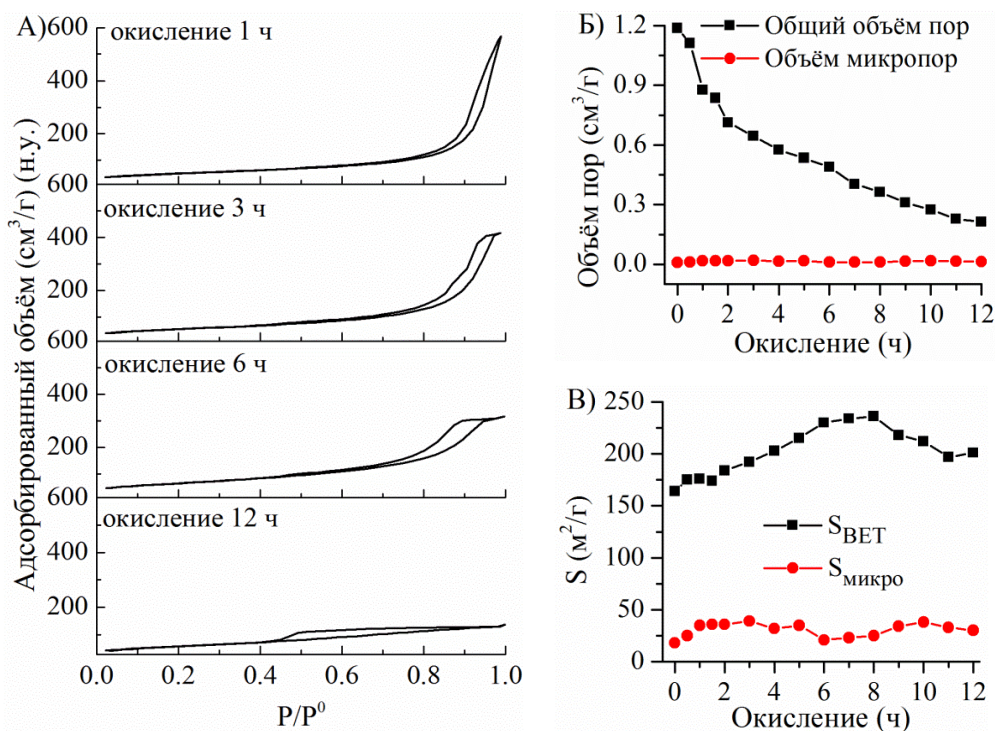 А)
Адсорбированный объём (см³/г) (н.у.)
600
400
200
окисление 1 ч
600
400
200
окисление 3 ч
600
400
200
окисление 6 ч
600
400
200
окисление 12 ч
0.0 0.2 0.4 0.6 0.8 1.0
P/P⁰
Б)
Объём пор (см³/г)
1.2
0.9
0.6
0.3
0.0
Общий объём пор
Объём микропор
0 2 4 6 8 10 12
Окисление (ч)
В)
S (м²/г)
250
200
150
100
50
0
S_BET
S_микро
0 2 4 6 8 10 12
Окисление (ч)